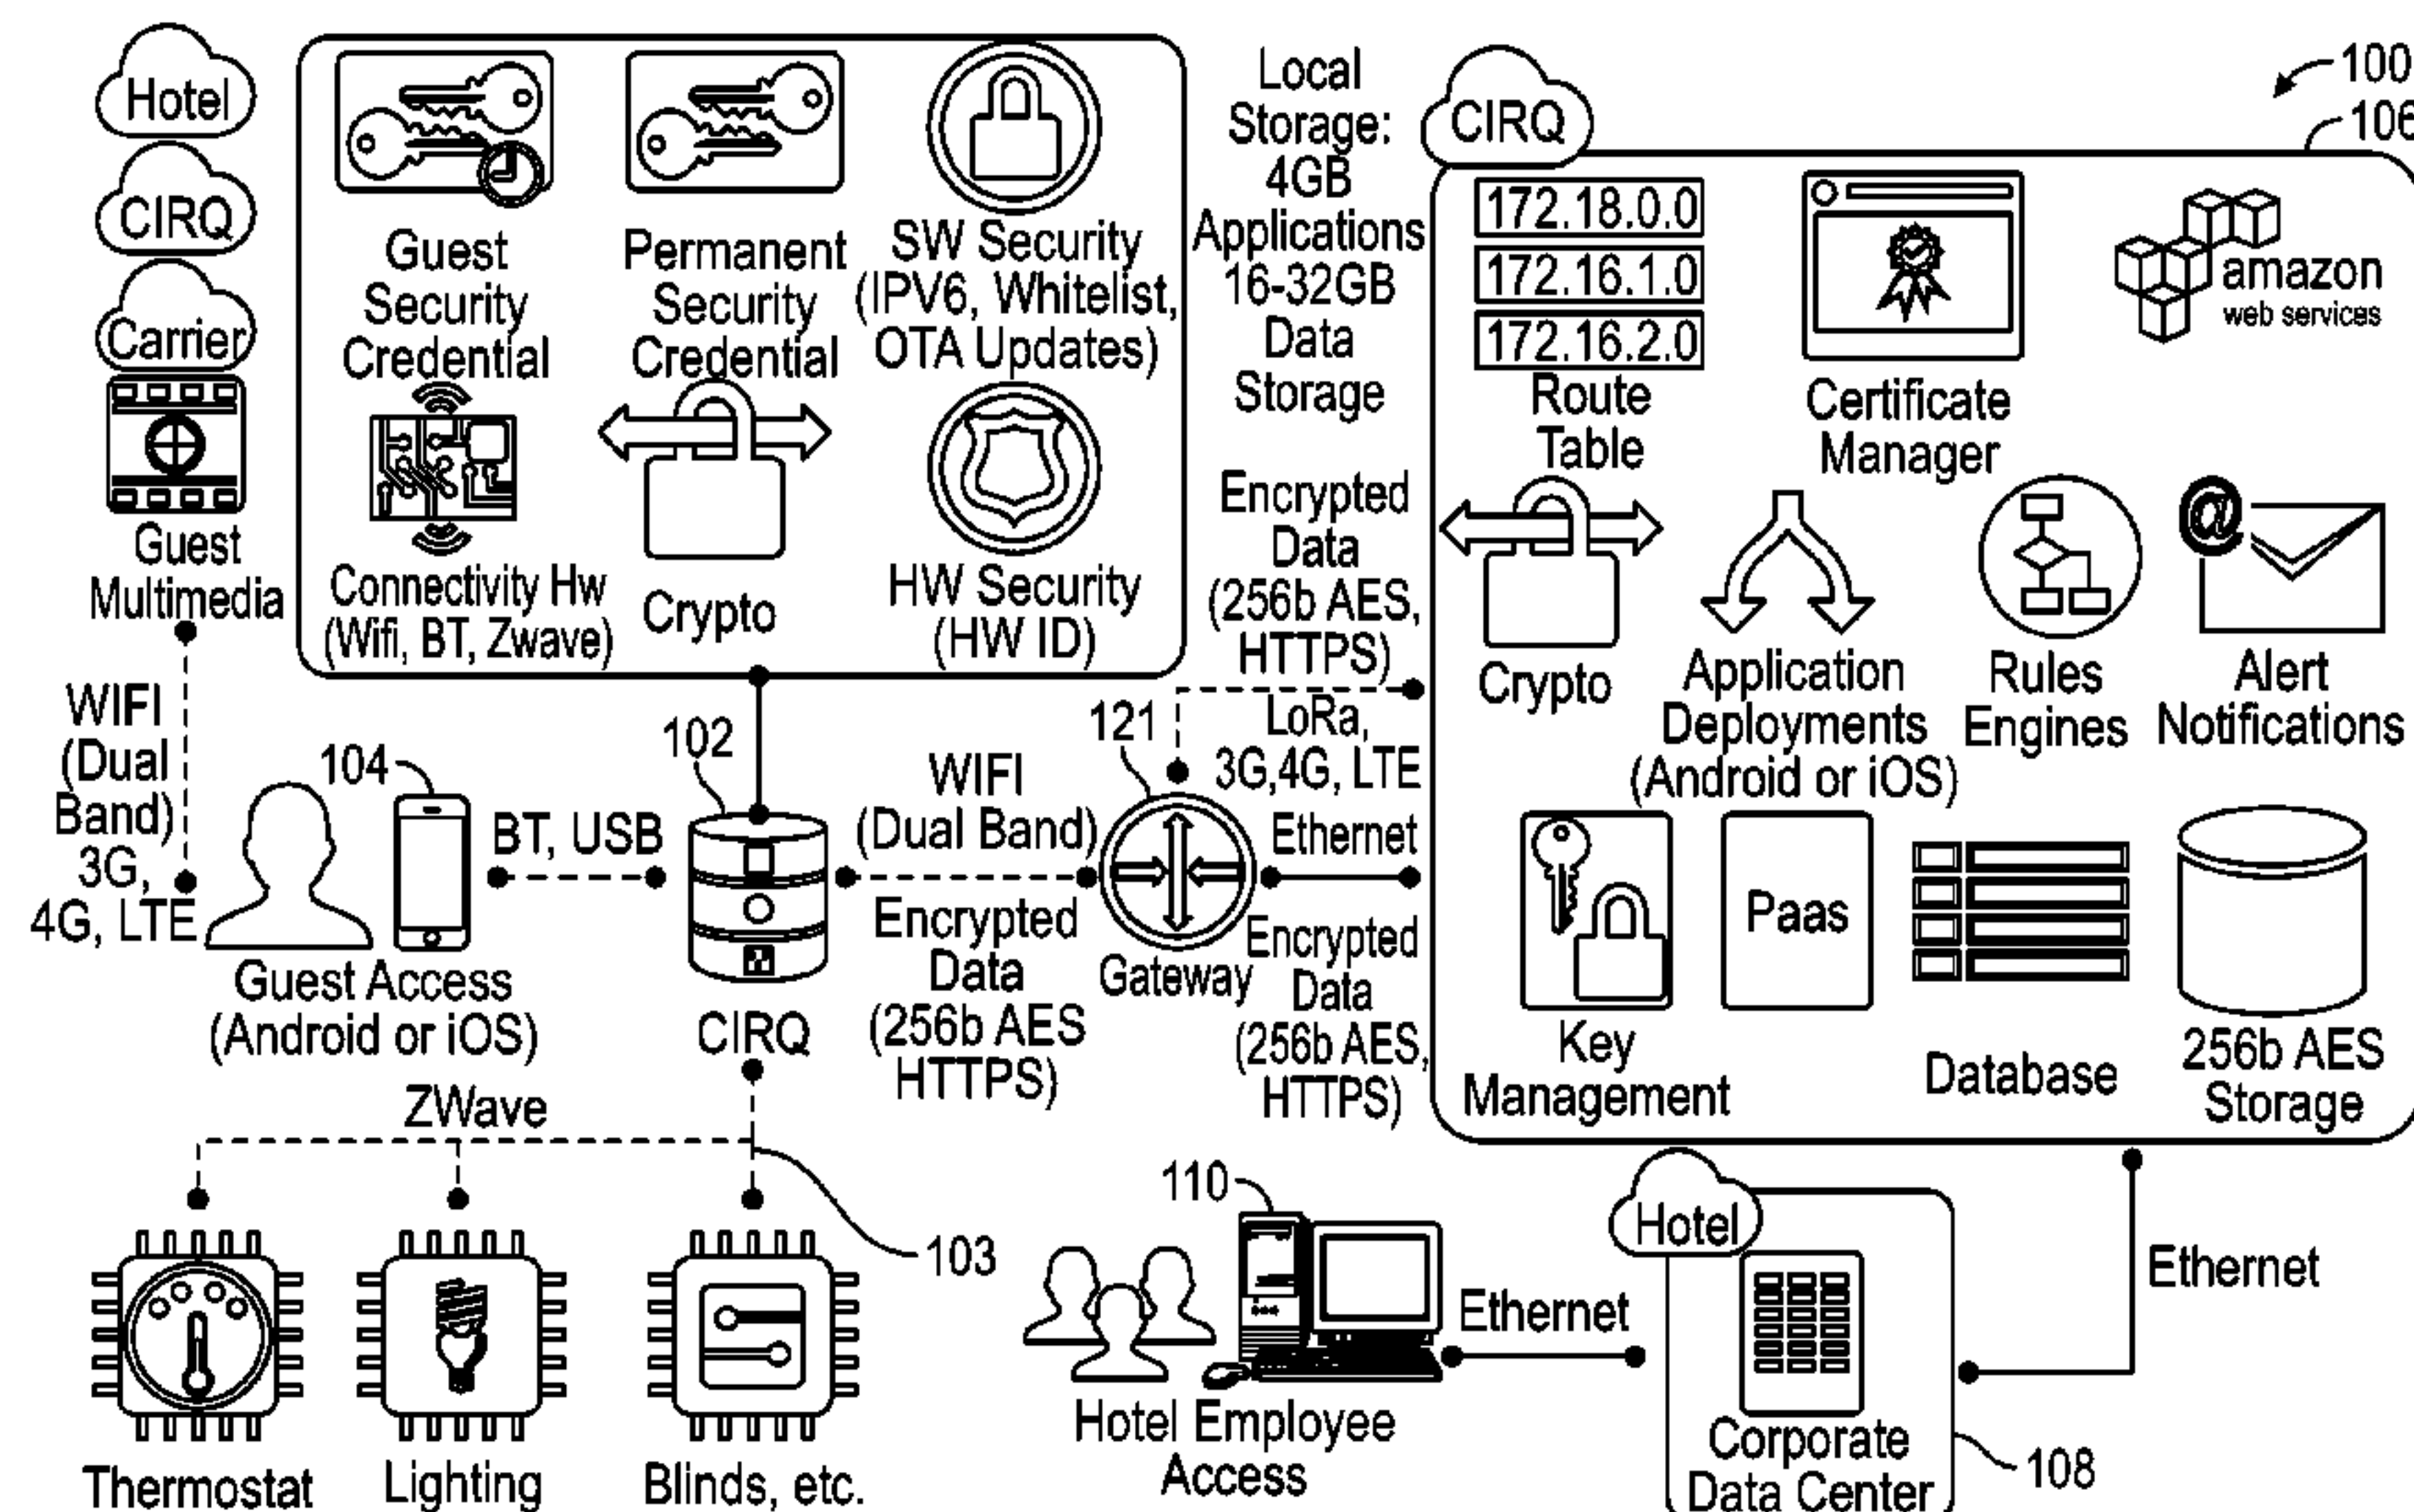 Hotel
CIRQ
Carrier
Guest
Multimedia
WIFI
(Dual
Band)
3G,
4G, LTE
Guest
Security
Credential
Permanent
Security
Credential
SW Security
(IPV6, Whitelist,
OTA Updates)
Connectivity Hw
(Wifi, BT, Zwave)
Crypto
HW Security
(HW ID)
Local
Storage:
4GB
Applications
16-32GB
Data
Storage
Encrypted
Data
(256b AES,
HTTPS)
LoRa,
3G,4G, LTE
CIRQ
100
106
172.18.0.0
172.16.1.0
172.16.2.0
Route
Table
Certificate
Manager
amazon
web services
Crypto
Application
Deployments
(Android or iOS)
Rules
Engines
Alert
Notifications
Key
Management
Paas
Database
256b AES
Storage
104
Guest Access
(Android or iOS)
BT, USB
102
CIRQ
WIFI
(Dual Band)
Encrypted
Data
(256b AES
HTTPS)
121
Gateway
Ethernet
Encrypted
Data
(256b AES,
HTTPS)
ZWave
103
Thermostat
Lighting
Blinds, etc.
110
Hotel Employee
Access
Ethernet
Hotel
Corporate
Data Center
108
Ethernet
@